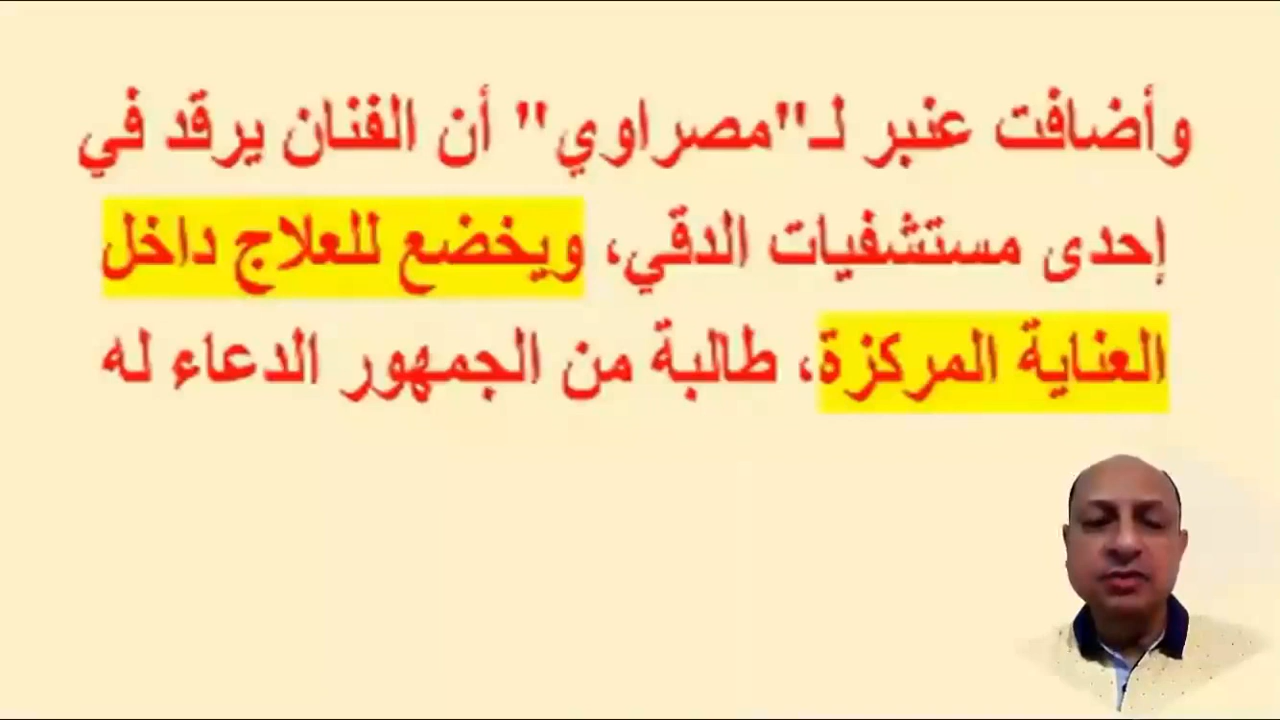 وأضافت عنبر لـ"مصراوي" أن الفنان يرقد في
إحدى مستشفيات الدقي، ويخضع للعلاج داخل
العناية المركزة، طالبة من الجمهور الدعاء له